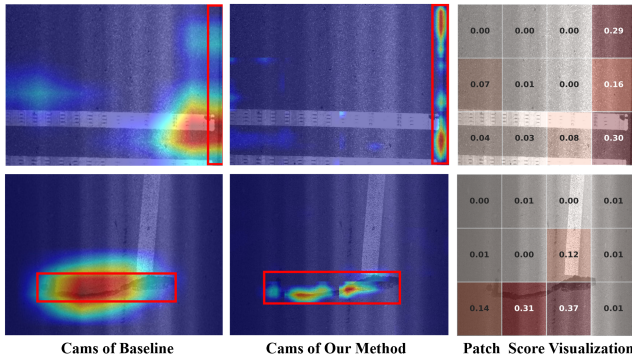 0.00 0.00 0.00 0.29
0.07 0.01 0.00 0.16
0.04 0.03 0.08 0.30
0.00 0.01 0.00 0.01
0.01 0.00 0.12 0.01
0.14 0.31 0.37 0.01
Cams of Baseline Cams of Our Method Patch Score Visualization